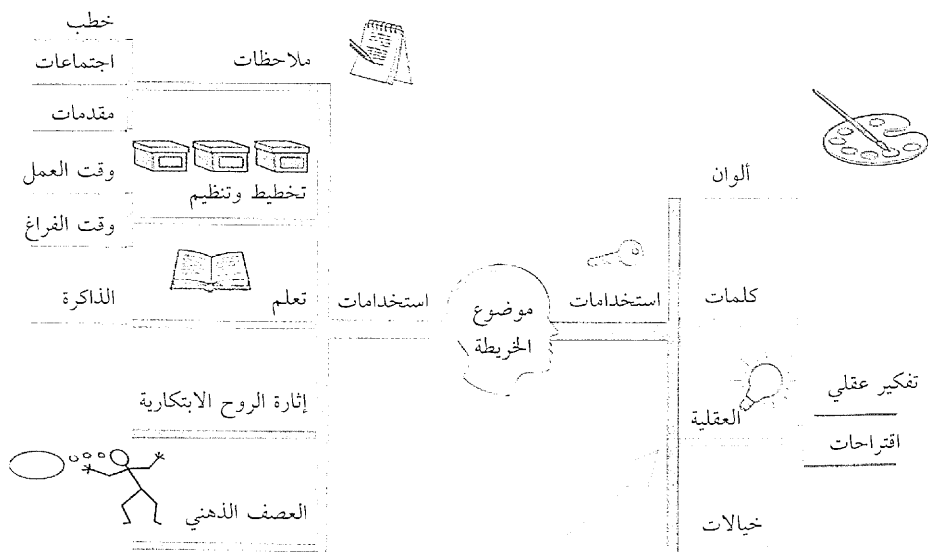 موضوع
الخريطة
استخدامات
ألوان
كلمات
العقلية
تفكير عقلي
اقتراحات
خيالات
استخدامات
ملاحظات
خطب
اجتماعات
مقدمات
تخطيط وتنظيم
وقت العمل
وقت الفراغ
تعلم
الذاكرة
إثارة الروح الابتكارية
العصف الذهني